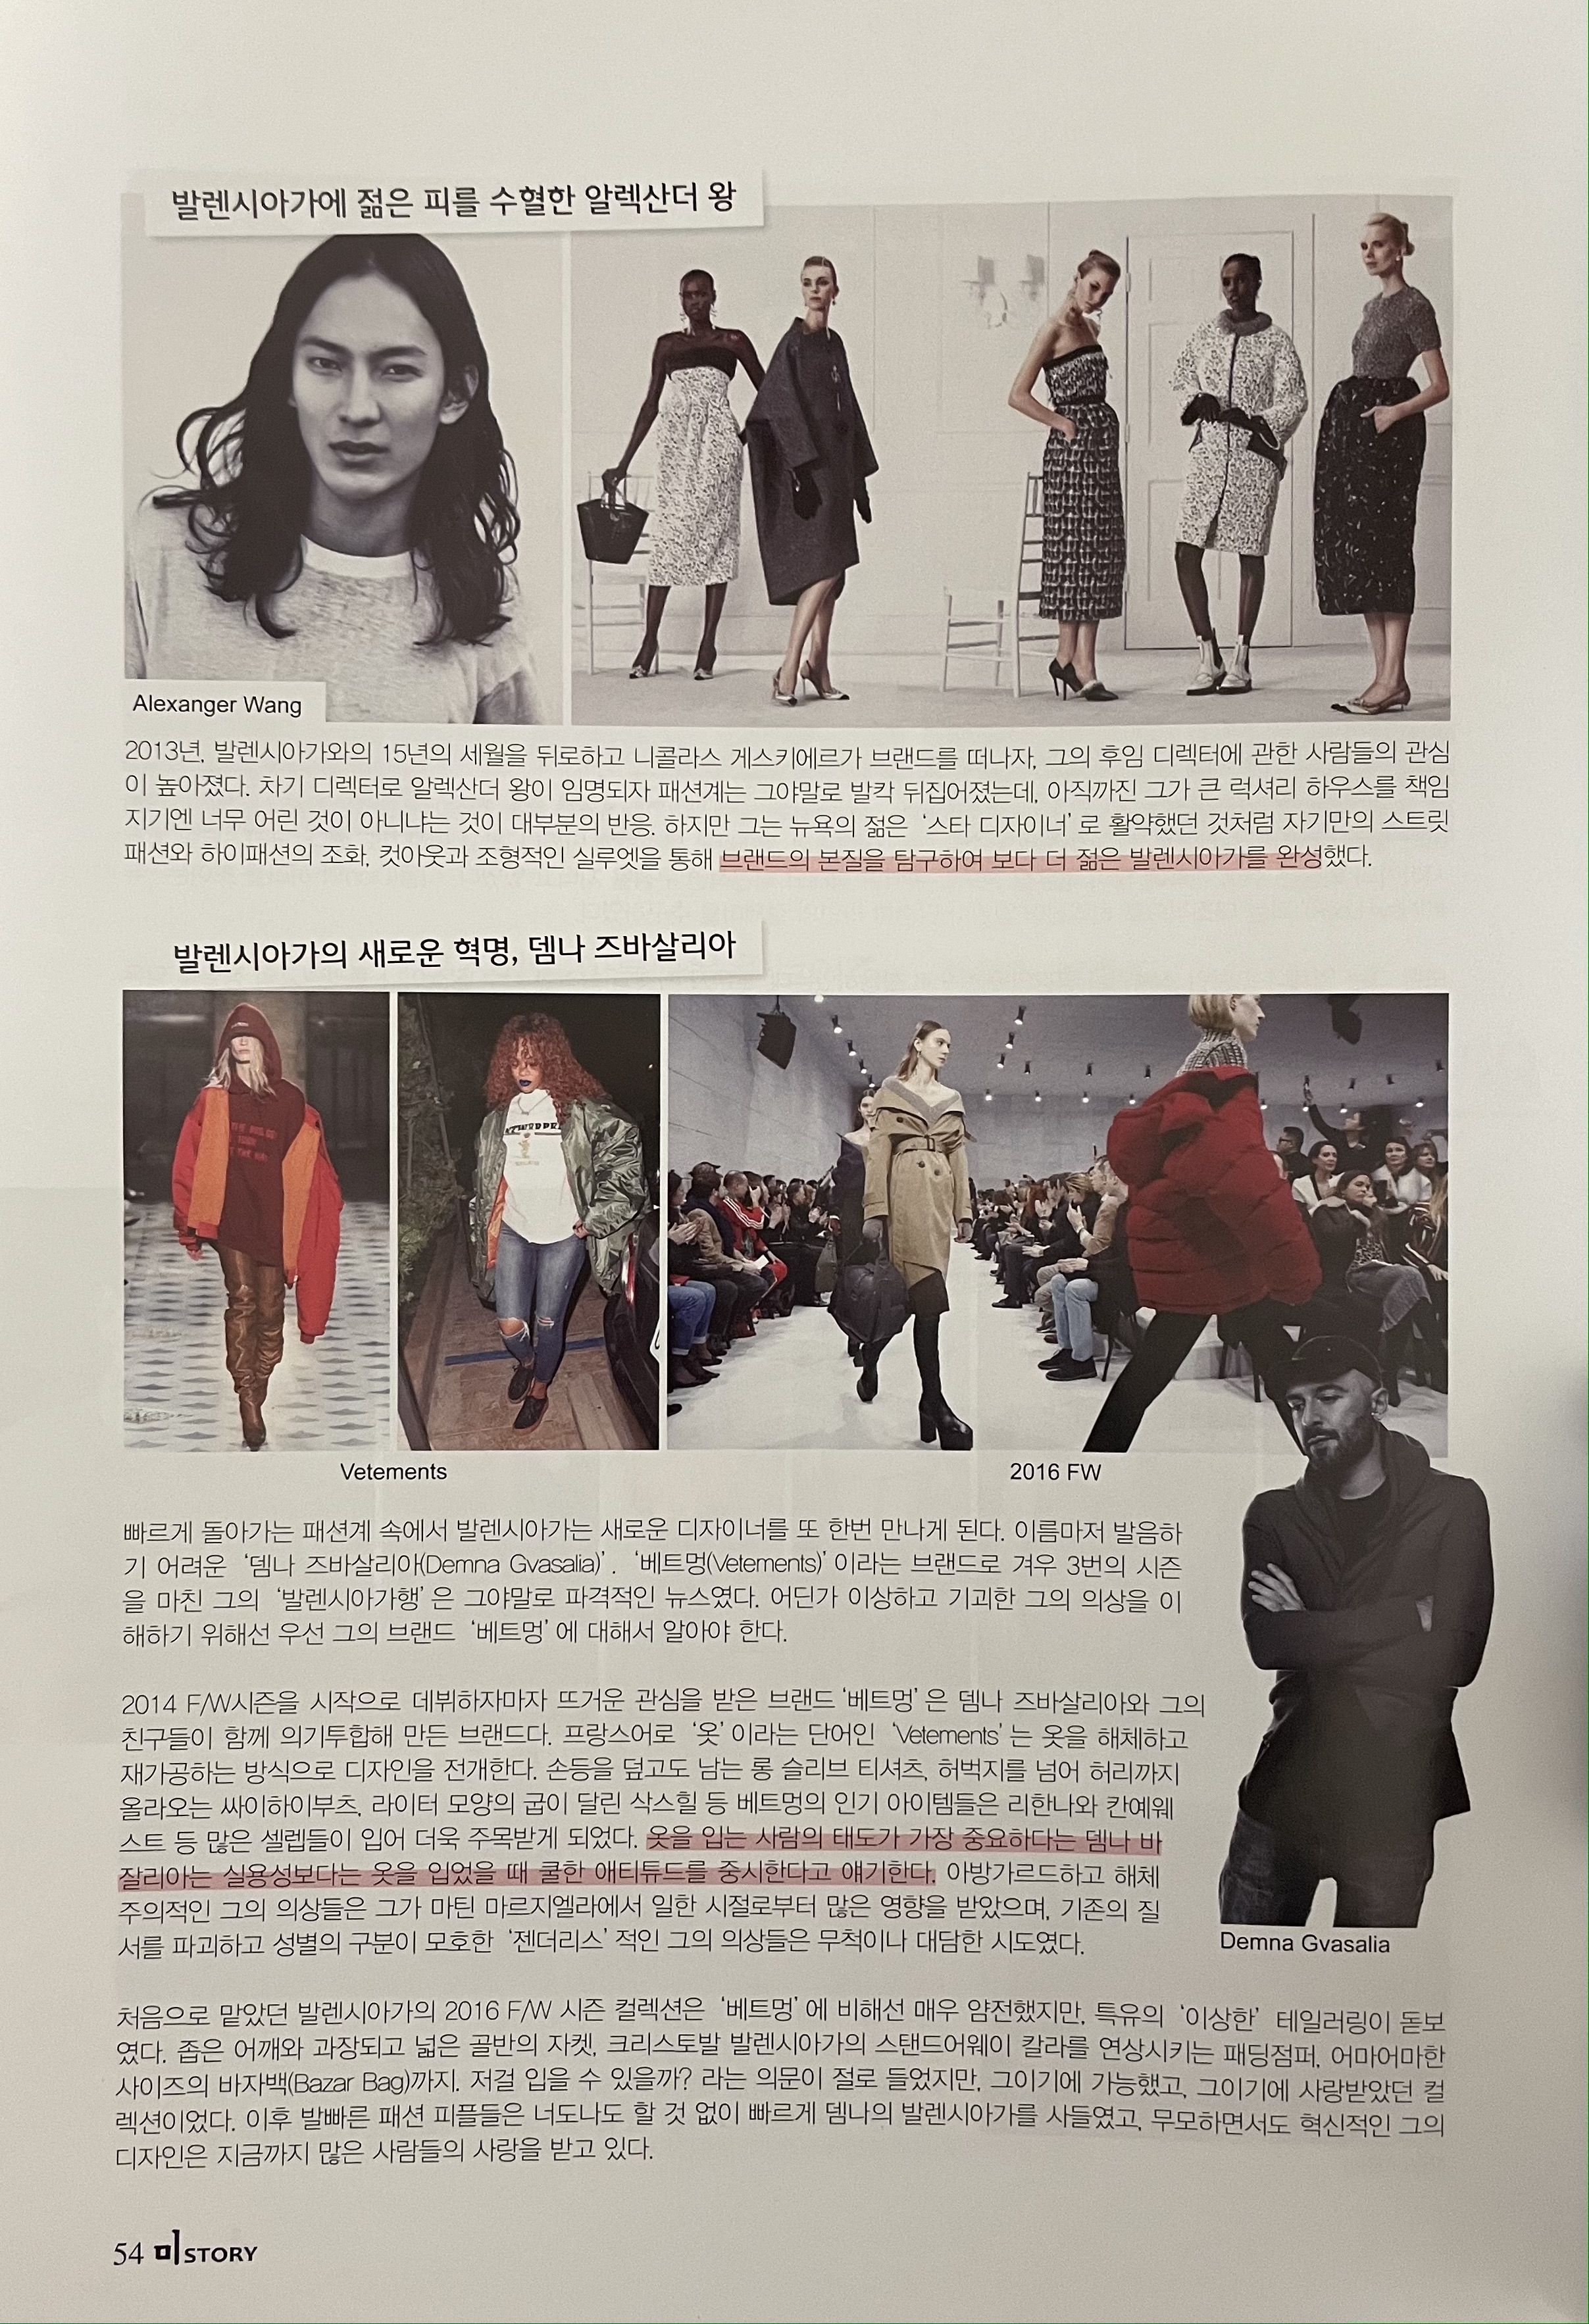 발렌시아가에 젊은 피를 수혈한 알렉산더 왕
Alexanger Wang
2013년, 발렌시아가와의 15년의 세월을 뒤로하고 니콜라스 게스키에르가 브랜드를 떠나자, 그의 후임 디렉터에 관한 사람들의 관심
이 높아졌다. 차기 디렉터로 알렉산더 왕이 임명되자 패션계는 그야말로 발칵 뒤집어졌는데, 아직까진 그가 큰 럭셔리 하우스를 책임
지기엔 너무 어린 것이 아니냐는 것이 대부분의 반응. 하지만 그는 뉴욕의 젊은 ‘스타 디자이너’로 활약했던 것처럼 자기만의 스트릿
패션와 하이패션의 조화, 컷아웃과 조형적인 실루엣을 통해 브랜드의 본질을 탐구하여 보다 더 젊은 발렌시아가를 완성했다.
발렌시아가의 새로운 혁명, 뎀나 즈바살리아
Vetements
2016 FW
빠르게 돌아가는 패션계 속에서 발렌시아가는 새로운 디자이너를 또 한번 만나게 된다. 이름마저 발음하
기 어려운 ‘뎀나 즈바살리아(Demna Gvasalia)’. ‘베트멍(Vetements)’이라는 브랜드로 겨우 3번의 시즌
을 마친 그의 ‘발렌시아가행’은 그야말로 파격적인 뉴스였다. 어딘가 이상하고 기괴한 그의 의상을 이
해하기 위해선 우선 그의 브랜드 ‘베트멍’에 대해서 알아야 한다.
2014 F/W시즌을 시작으로 데뷔하자마자 뜨거운 관심을 받은 브랜드 ‘베트멍’은 뎀나 즈바살리아와 그의
친구들이 함께 의기투합해 만든 브랜드다. 프랑스어로 ‘옷’이라는 단어인 ‘Vetements’는 옷을 해체하고
재가공하는 방식으로 디자인을 전개한다. 손등을 덮고도 남는 롱 슬리브 티셔츠, 허벅지를 넘어 허리까지
올라오는 싸이하이부츠, 라이터 모양의 굽이 달린 삭스힐 등 베트멍의 인기 아이템들은 리한나와 칸예웨
스트 등 많은 셀렙들이 입어 더욱 주목받게 되었다. 옷을 입는 사람의 태도가 가장 중요하다는 뎀나 바
잘리아는 실용성보다는 옷을 입었을 때 쿨한 애티튜드를 중시한다고 얘기한다. 아방가르드하고 해체
주의적인 그의 의상들은 그가 마틴 마르지엘라에서 일한 시절로부터 많은 영향을 받았으며, 기존의 질
서를 파괴하고 성별의 구분이 모호한 ‘젠더리스’적인 그의 의상들은 무척이나 대담한 시도였다.
Demna Gvasalia
처음으로 맡았던 발렌시아가의 2016 F/W 시즌 컬렉션은 ‘베트멍’에 비해선 매우 얌전했지만, 특유의 ‘이상한’ 테일러링이 돋보
였다. 좁은 어깨와 과장되고 넓은 골반의 자켓, 크리스토발 발렌시아가의 스탠드어웨이 칼라를 연상시키는 패딩점퍼, 어마어마한
사이즈의 바자백(Bazar Bag)까지. 저걸 입을 수 있을까? 라는 의문이 절로 들었지만, 그이기에 가능했고, 그이기에 사랑받았던 컬
렉션이었다. 이후 발빠른 패션 피플들은 너도나도 할 것 없이 빠르게 뎀나의 발렌시아가를 사들였고, 무모하면서도 혁신적인 그의
디자인은 지금까지 많은 사람들의 사랑을 받고 있다.
54 미STORY